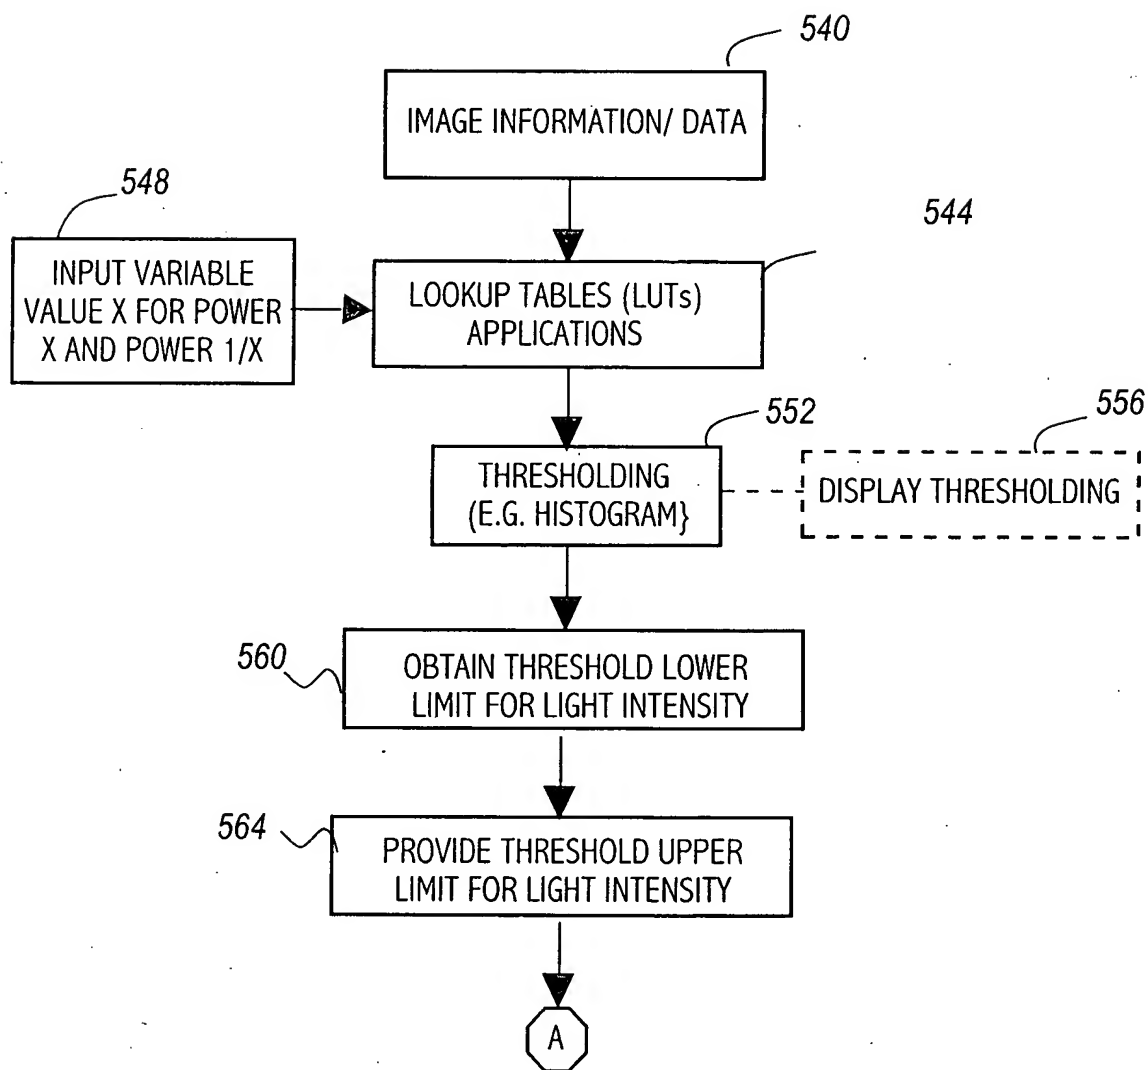 540
IMAGE INFORMATION/ DATA
548
544
INPUT VARIABLE
VALUE X FOR POWER
X AND POWER 1/X
LOOKUP TABLES (LUTs)
APPLICATIONS
552
556
THRESHOLDING
(E.G. HISTOGRAM}
DISPLAY THRESHOLDING
560
OBTAIN THRESHOLD LOWER
LIMIT FOR LIGHT INTENSITY
564
PROVIDE THRESHOLD UPPER
LIMIT FOR LIGHT INTENSITY
A